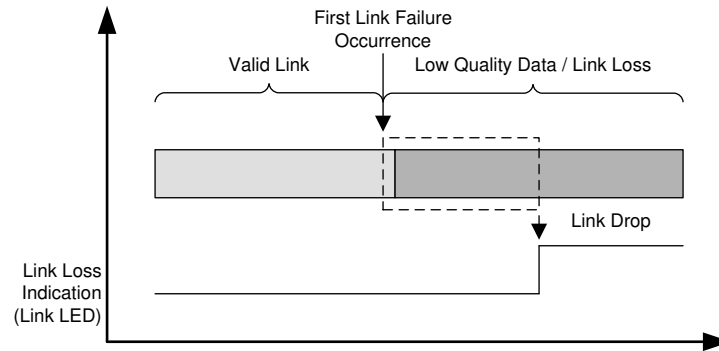 First Link Failure
Occurrence
Valid Link
Low Quality Data / Link Loss
Link Drop
Link Loss
Indication
(Link LED)